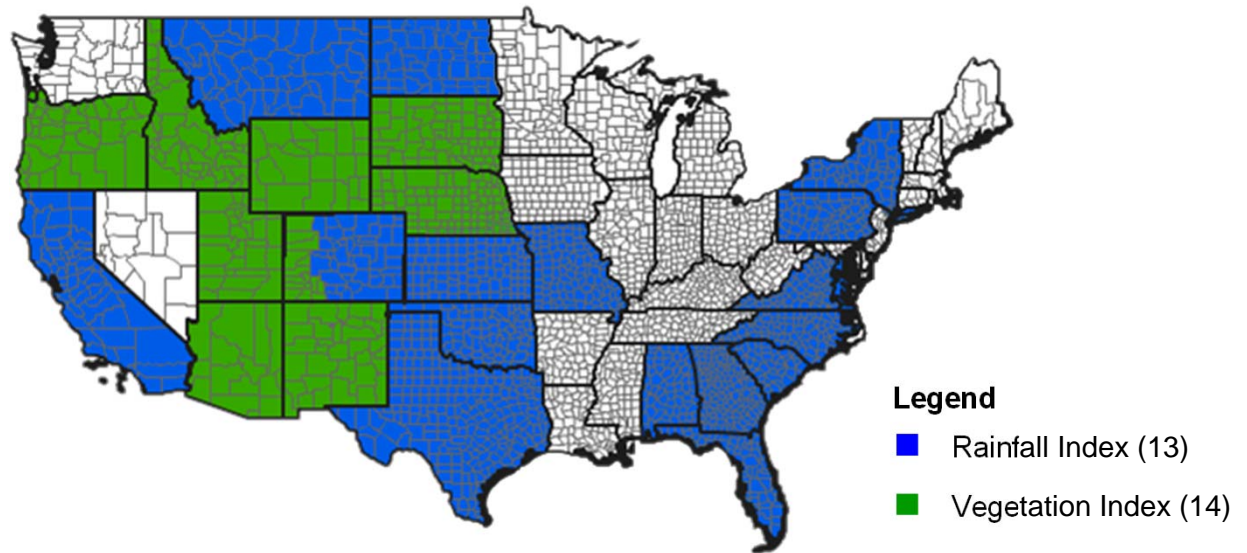 Legend
Rainfall Index (13)
Vegetation Index (14)